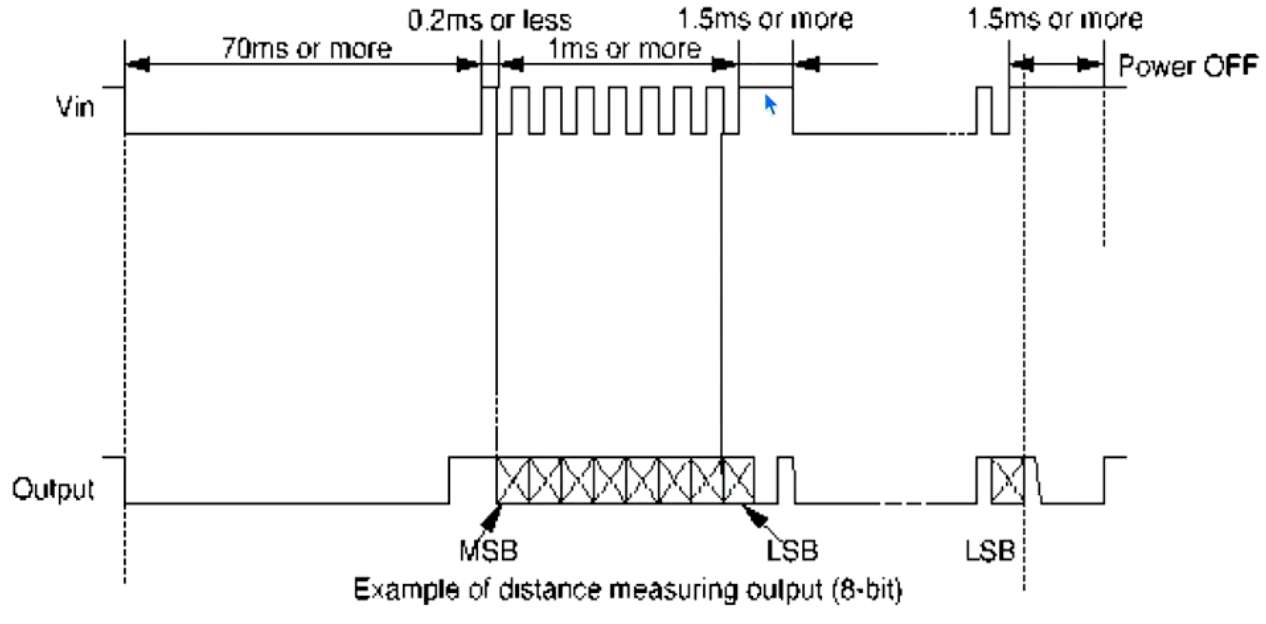 0.2ms or less
1.5ms or more
1.5ms or more
70ms or more
1ms or more
Power OFF
Vin
Output
MSB
LSB
LSB
Example of distance measuring output (8-bit)